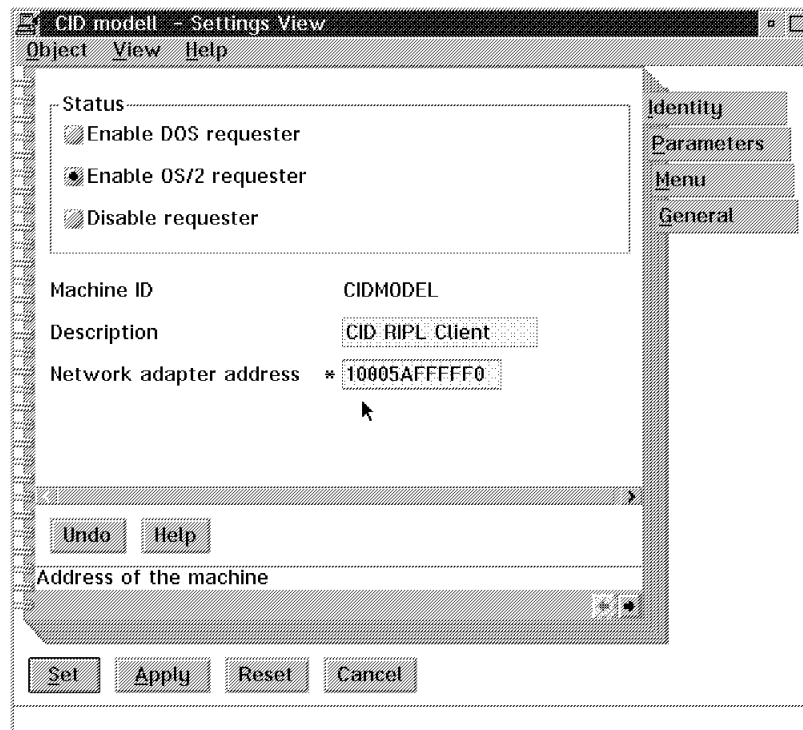 CID modell - Settings View
Object View Help
Status
Enable DOS requester
Enable OS/2 requester
Disable requester
Machine ID CIDMODEL
Description CID RIPL Client
Network adapter address * 10005AFFFFF0
Undo Help
Address of the machine
Identity
Parameters
Menu
General
Set Apply Reset Cancel